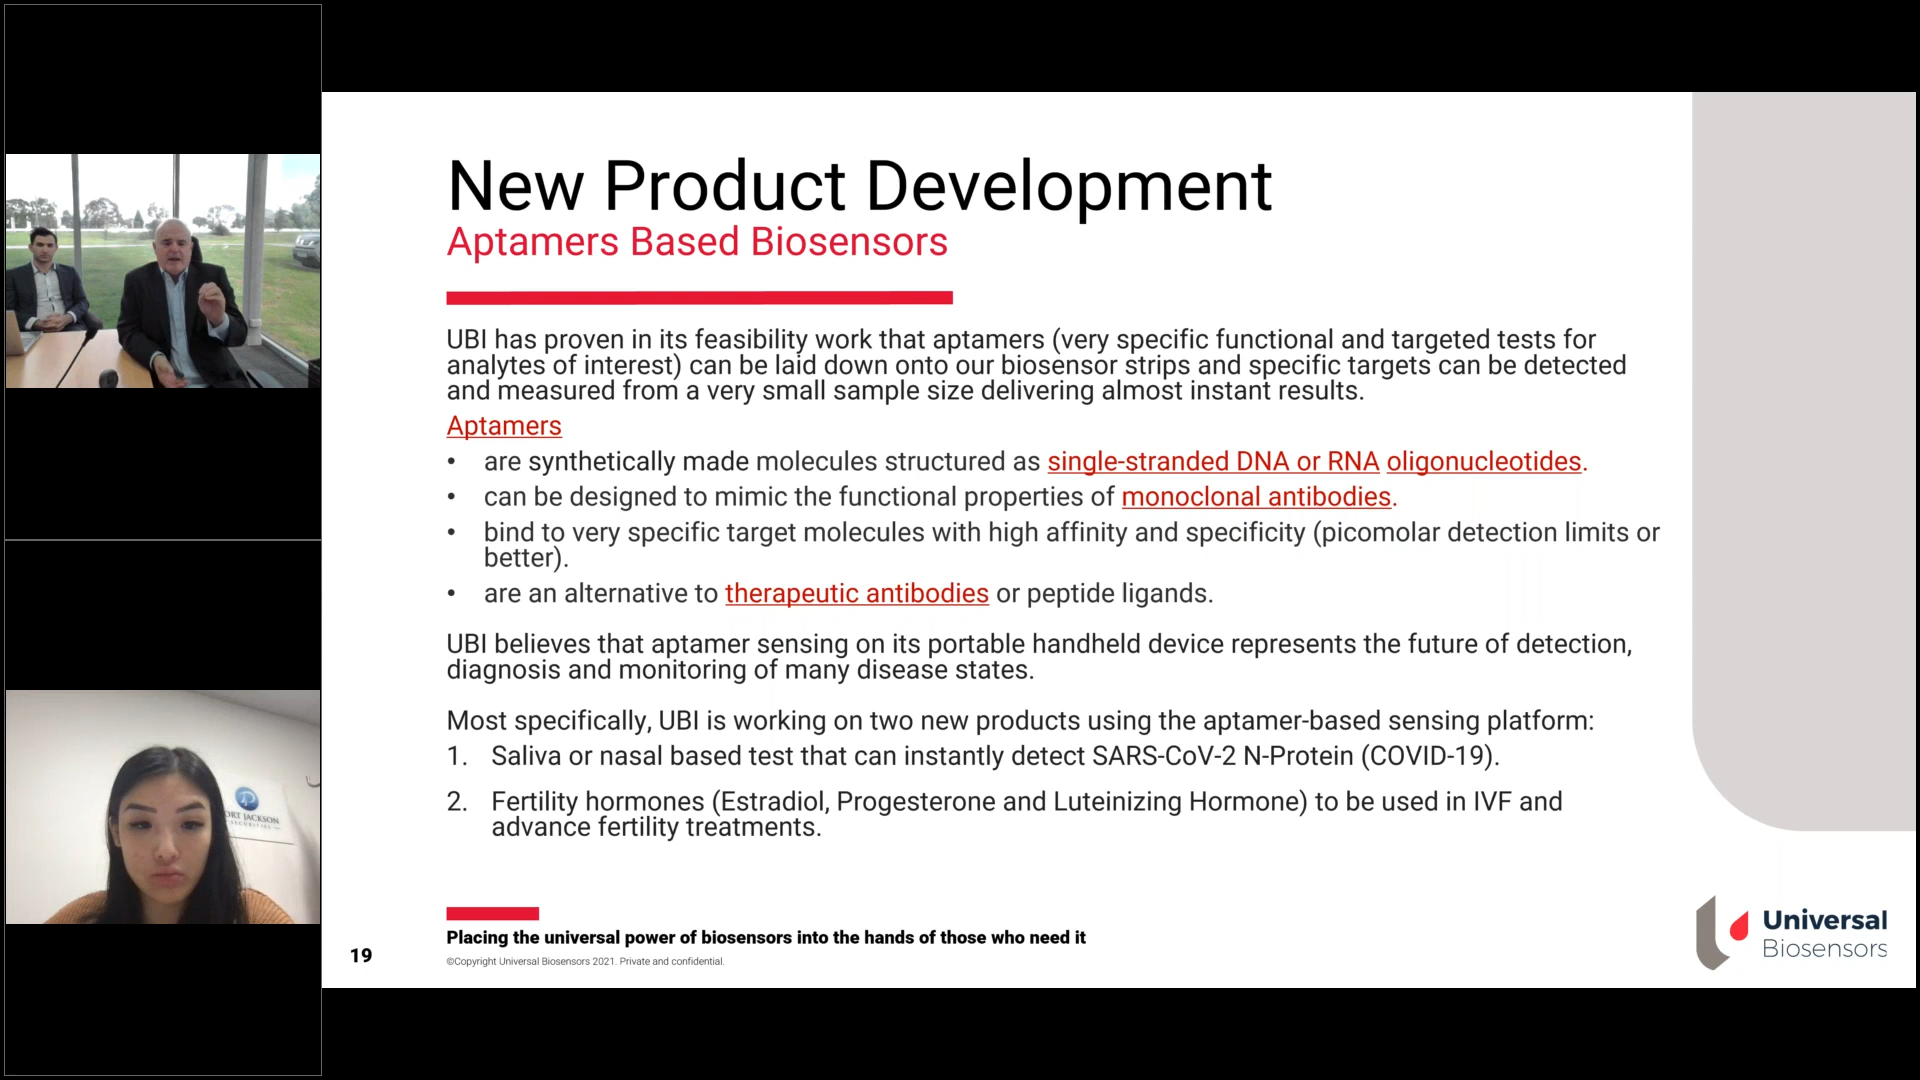 New Product Development
Aptamers Based Biosensors
UBI has proven in its feasibility work that aptamers (very specific functional and targeted tests for
analytes of interest) can be laid down onto our biosensor strips and specific targets can be detected
and measured from a very small sample size delivering almost instant results.
Aptamers
• are synthetically made molecules structured as single-stranded DNA or RNA oligonucleotides.
• can be designed to mimic the functional properties of monoclonal antibodies.
• bind to very specific target molecules with high affinity and specificity (picomolar detection limits or
better).
• are an alternative to therapeutic antibodies or peptide ligands.
UBI believes that aptamer sensing on its portable handheld device represents the future of detection,
diagnosis and monitoring of many disease states.
Most specifically, UBI is working on two new products using the aptamer-based sensing platform:
1. Saliva or nasal based test that can instantly detect SARS-CoV-2 N-Protein (COVID-19).
2. Fertility hormones (Estradiol, Progesterone and Luteinizing Hormone) to be used in IVF and
advance fertility treatments.
Placing the universal power of biosensors into the hands of those who need it
19
©Copyright Universal Biosensors 2021. Private and confidential.
Universal
Biosensors
ORT JACKSON
SECURITIES